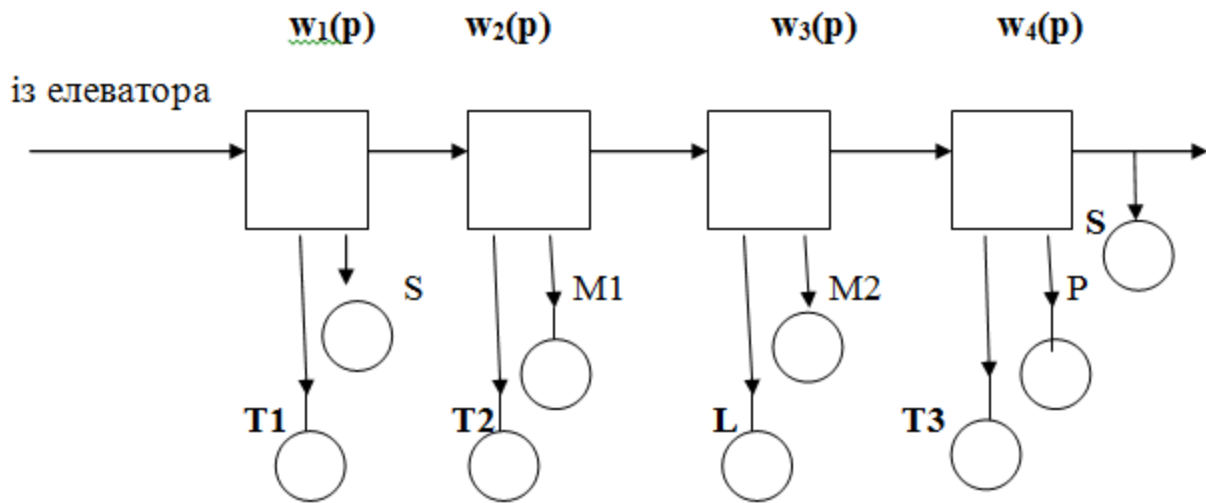 w₁(p) w₂(p) w₃(p) w₄(p)
із елеватора
S
S M1 M2 P
T1 T2 L T3